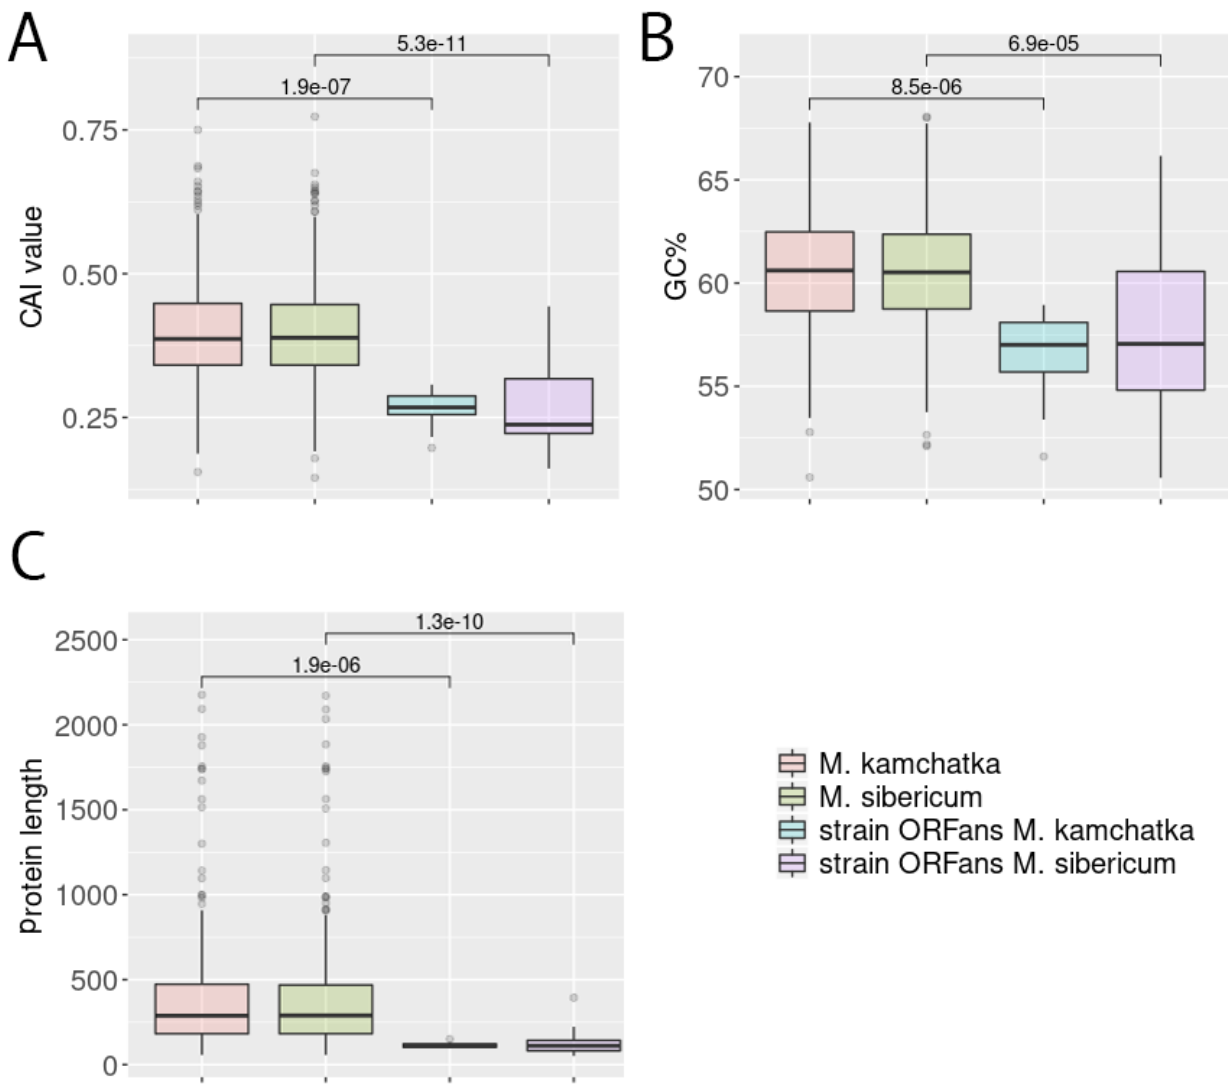 A
CAI value
0.75
0.50
0.25
5.3e-11
1.9e-07
B
GC%
70
65
60
55
50
6.9e-05
8.5e-06
C
protein length
2500
2000
1500
1000
500
0
1.3e-10
1.9e-06
M. kamchatka
M. sibericum
strain ORFans M. kamchatka
strain ORFans M. sibericum